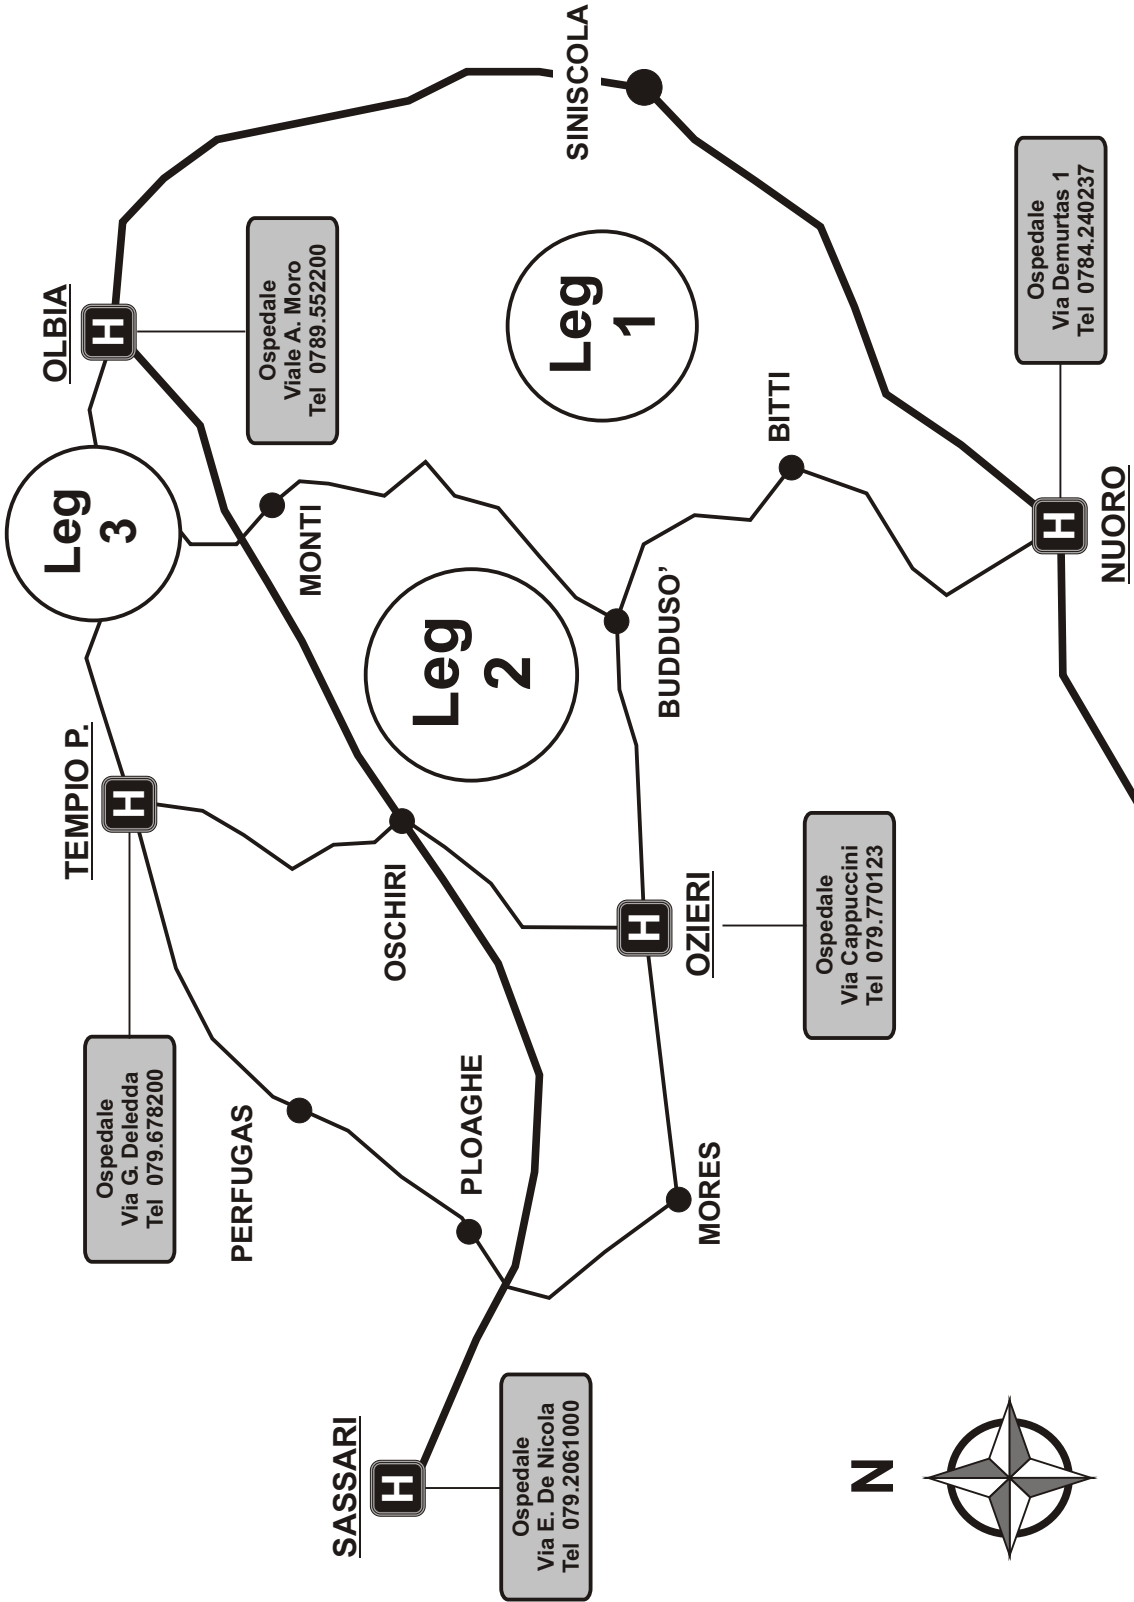 OLBIA
Leg
3
TEMPIO P.
Ospedale
Via G. Deledda
Tel 079.678200
PERFUGAS
Ospedale
Viale A. Moro
Tel 0789.552200
MONTI
SASSARI
H
H
H
OSCHIRI
PLOAGHE
Leg
2
Ospedale
Via E. De Nicola
Tel 079.2061000
SINISCOLA
Leg
1
H
BUDDUSO’
OZIERI
MORES
BITTI
Ospedale
Via Cappuccini
Tel 079.770123
N
H
Ospedale
Via Demurtas 1
Tel 0784.240237
NUORO